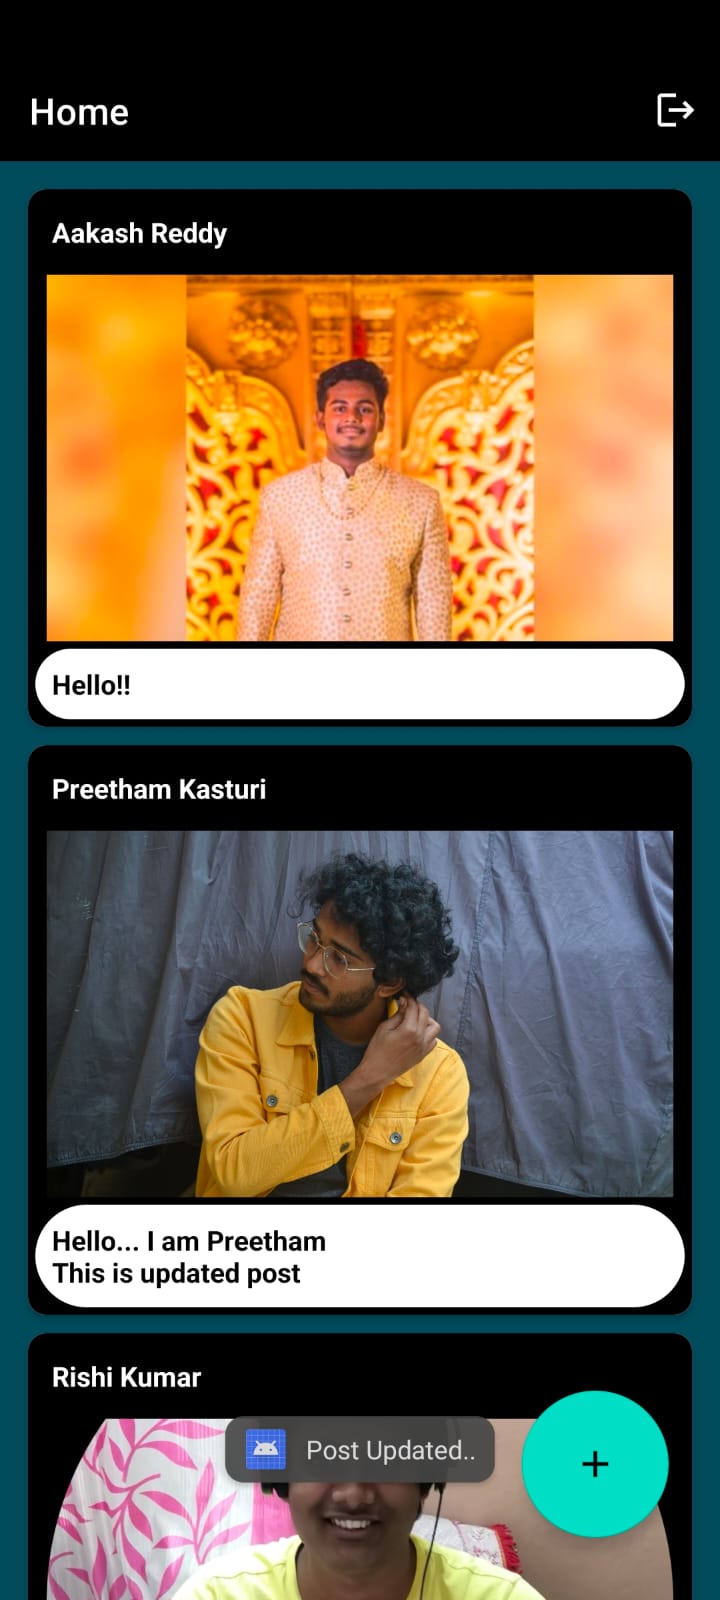 Home
Aakash Reddy
Hello!!
Preetham Kasturi
Hello... I am Preetham
This is updated post
Rishi Kumar
Post Updated..
+